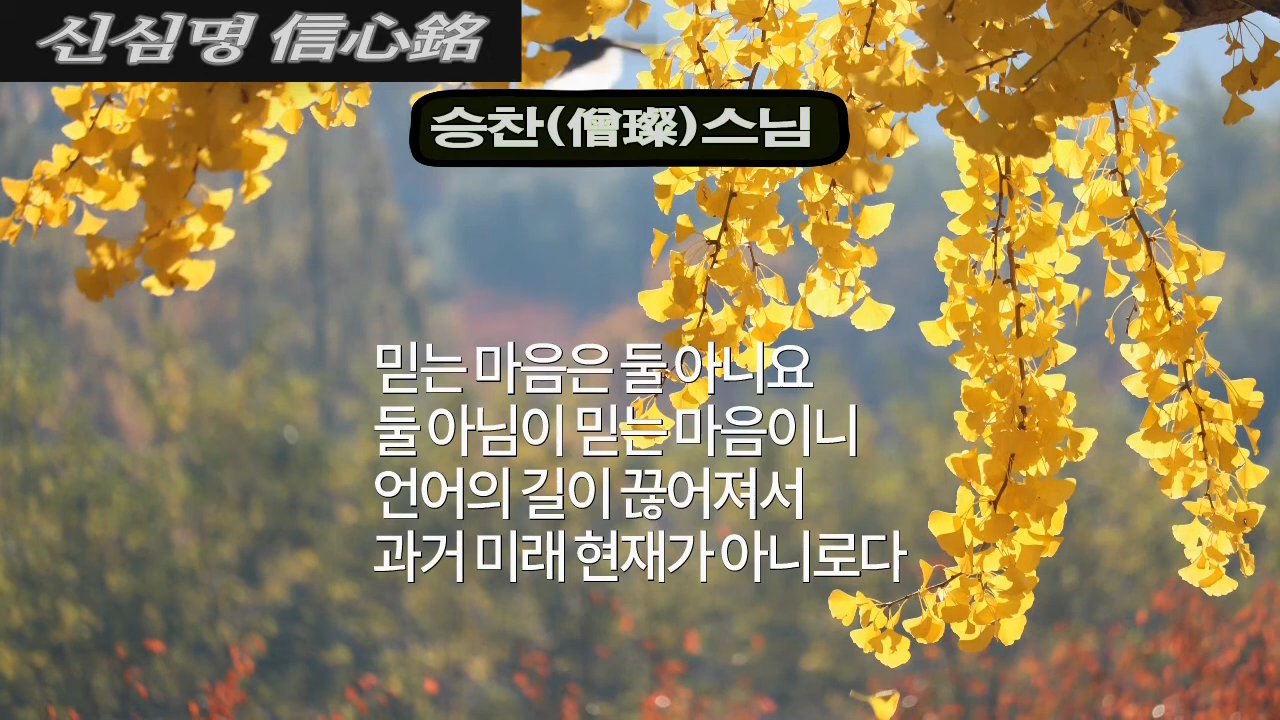 신심명 信心銘
승찬(僧璨)스님
믿는 마음은 둘 아니요
둘 아님이 믿는 마음이니
언어의 길이 끊어져서
과거 미래 현재가 아니로다